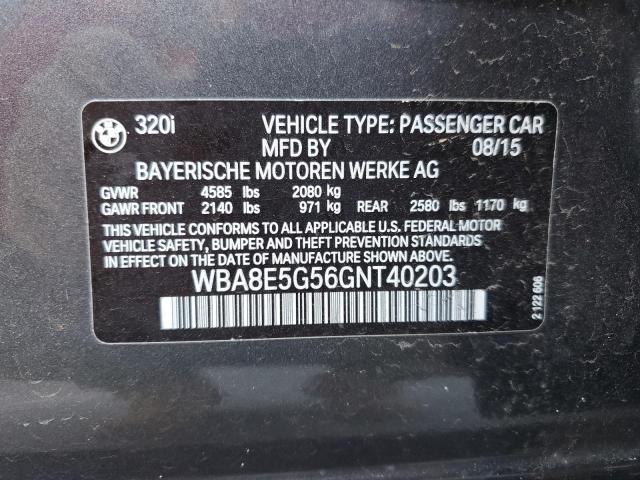 320i VEHICLE TYPE: PASSENGER CAR
MFD BY 08/15
BAYERISCHE MOTOREN WERKE AG
GVWR 4585 lbs 2080 kg
GAWR FRONT 2140 lbs 971 kg REAR 2580 lbs 1170 kg
THIS VEHICLE CONFORMS TO ALL APPLICABLE U.S. FEDERAL MOTOR
VEHICLE SAFETY, BUMPER AND THEFT PREVENTION STANDARDS
IN EFFECT ON THE DATE OF MANUFACTURE SHOWN ABOVE.
WBA8E5G56GNT40203
2 122 606